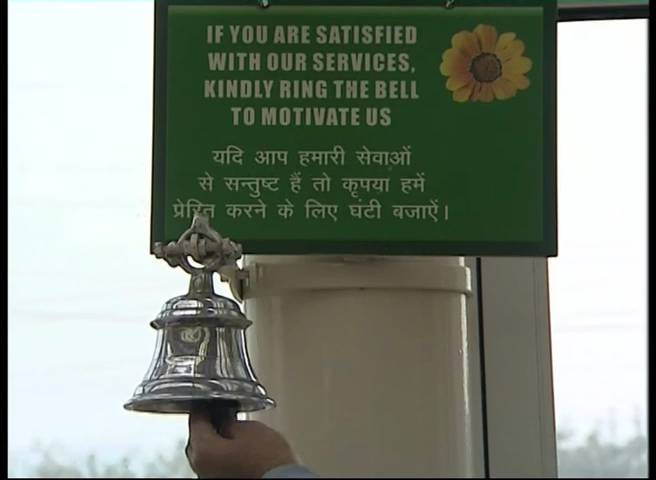 IF YOU ARE SATISFIED
WITH OUR SERVICES,
KINDLY RING THE BELL
TO MOTIVATE US
यदि आप हमारी सेवाओं
से सन्तुष्ट हैं तो कृपया हमें
प्रेरित करने के लिए घंटी बजाऐं।